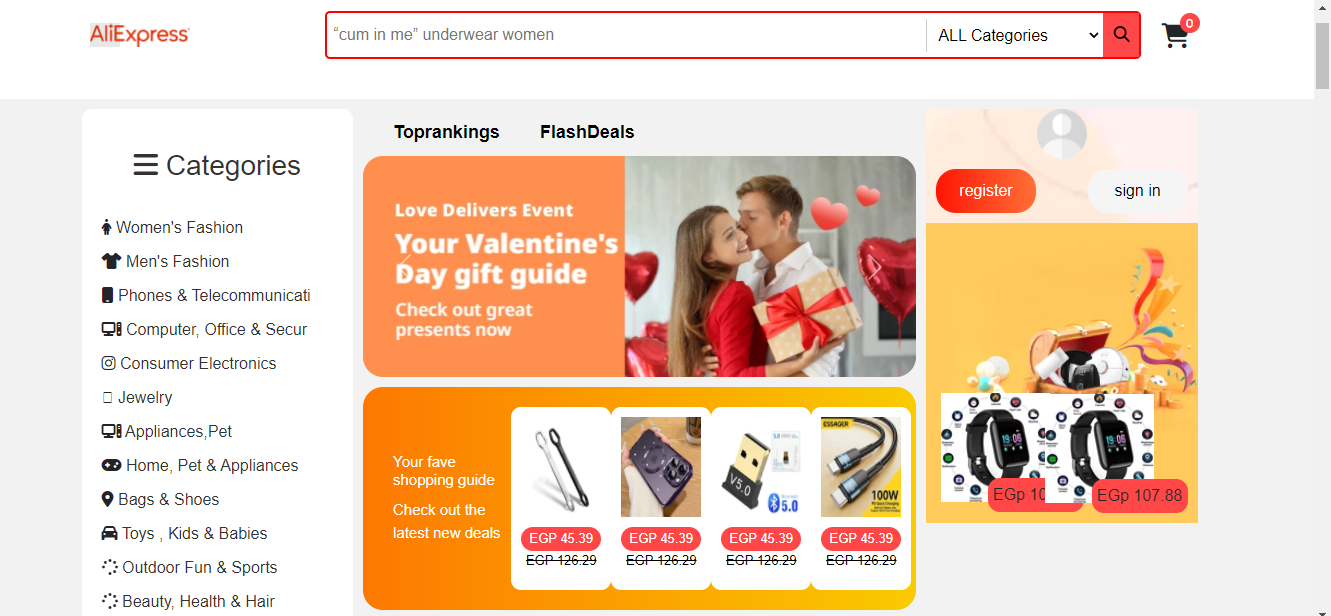 AliExpress
“cum in me” underwear women
ALL Categories
0
Categories
Women's Fashion
Men's Fashion
Phones & Telecommunicati
Computer, Office & Secur
Consumer Electronics
Jewelry
Appliances,Pet
Home, Pet & Appliances
Bags & Shoes
Toys , Kids & Babies
Outdoor Fun & Sports
Beauty, Health & Hair
Toprankings
FlashDeals
Love Delivers Event
Your Valentine's
Day gift guide
Check out great
presents now
Your fave
shopping guide
Check out the
latest new deals
EGP 45.39
EGP 126.29
V5.0
5.0
EGP 45.39
EGP 126.29
EGP 45.39
EGP 126.29
ESSAGER
100W
EGP 45.39
EGP 126.29
register
sign in
19:06
19:06
EGp 10
EGp 107.88